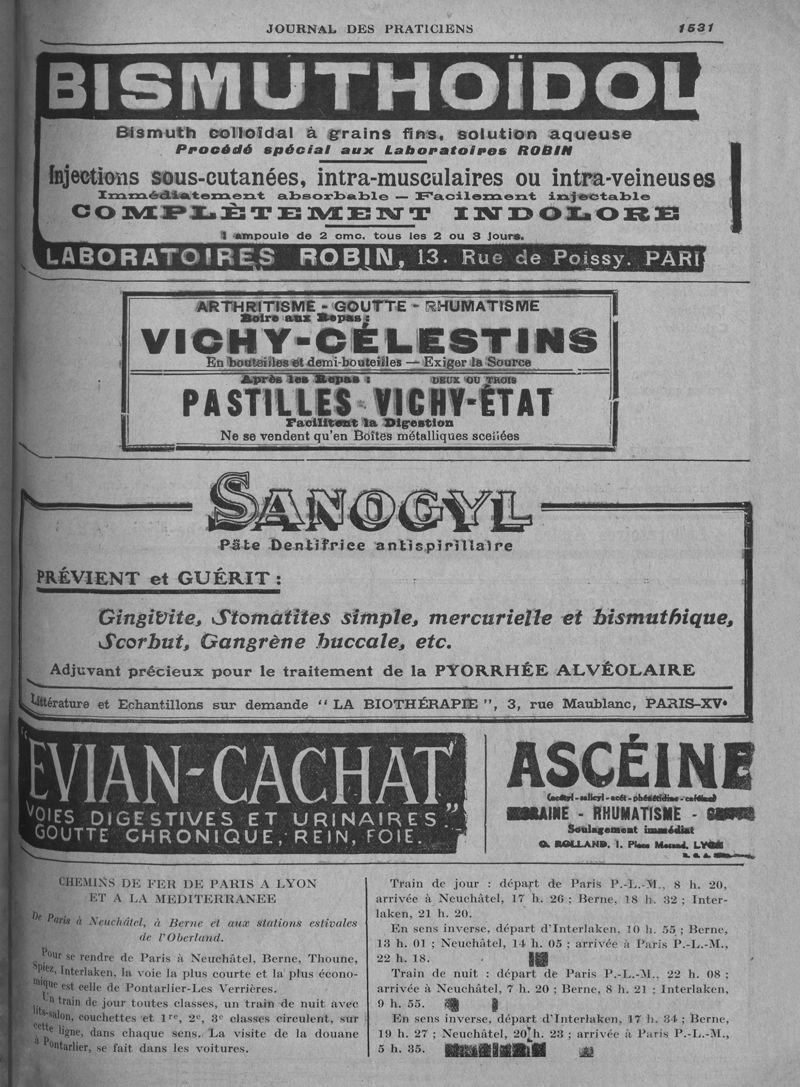 JOURNAL DES PRATICIENS 1531
BISMUTHOÏDOL
Bismuth colloïdal à grains fins, solution aqueuse
Procédé spécial aux Laboratoires ROBIN
Injections sous-cutanées, intra-musculaires ou intra-veineuses
Immédiatement absorbable — Facilement injectable
COMPLÈTEMENT INDOLORE
1 ampoule de 2 cmc. tous les 2 ou 3 jours.
LABORATOIRES ROBIN, 13. Rue de Poissy. PARI
ARTHRITISME - GOUTTE - RHUMATISME
Boire aux Repas :
VICHY-CÉLESTINS
En bouteilles et demi-bouteilles — Exiger la Source
Après les Repas : DEUX OU TROIS
PASTILLES VICHY-ÉTAT
Facilitent la Digestion
Ne se vendent qu'en Boîtes métalliques scellées
SANOGYL
Pâte Dentifrice antispirillaire
PRÉVIENT et GUÉRIT :
Gingivite, Stomatites simple, mercurielle et bismuthique,
Scorbut, Gangrène buccale, etc.
Adjuvant précieux pour le traitement de la PYORRHÉE ALVÉOLAIRE
Littérature et Echantillons sur demande " LA BIOTHÉRAPIE ", 3, rue Maublanc, PARIS-XVe
"EVIAN-CACHAT"
VOIES DIGESTIVES ET URINAIRES
GOUTTE CHRONIQUE, REIN, FOIE.
ASCÉINE
(acétyl-salicyl-acét-phénétidine-caféine)
RHUMATISME -
Soulagement immédiat
G. ROLLAND, 1, Place Morand, LYON
CHEMINS DE FER DE PARIS A LYON
ET A LA MEDITERRANEE
De Paris à Neuchâtel, à Berne et aux stations estivales
de l'Oberland.
Pour se rendre de Paris à Neuchâtel, Berne, Thoune,
Spiez, Interlaken, la voie la plus courte et la plus écono-
mique est celle de Pontarlier-Les Verrières.
Un train de jour toutes classes, un train de nuit avec
lits-salon, couchettes et 1re, 2e, 3e classes circulent, sur
cette ligne, dans chaque sens. La visite de la douane
à Pontarlier, se fait dans les voitures.
Train de jour : départ de Paris P.-L.-M., 8 h. 20,
arrivée à Neuchâtel, 17 h. 26 ; Berne, 18 h. 32 ; Inter-
laken, 21 h. 20.
En sens inverse, départ d'Interlaken, 10 h. 55 ; Berne,
13 h. 01 ; Neuchâtel, 14 h. 05 ; arrivée à Paris P.-L.-M.,
22 h. 18.
Train de nuit : départ de Paris P.-L.-M., 22 h. 08 ;
arrivée à Neuchâtel, 7 h. 20 ; Berne, 8 h. 21 ; Interlaken,
9 h. 55.
En sens inverse, départ d'Interlaken, 17 h. 34 ; Berne,
19 h. 27 ; Neuchâtel, 20 h. 23 ; arrivée à Paris P.-L.-M.,
5 h. 35.